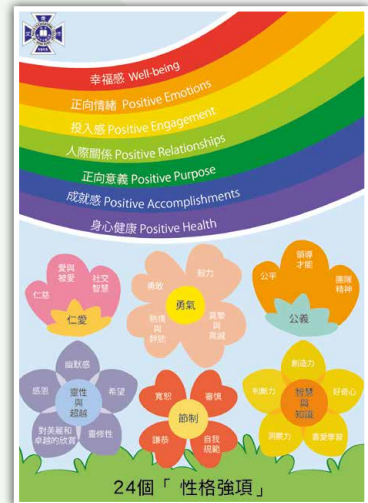 幸福感 Well-being
正向情緒 Positive Emotions
投入感 Positive Engagement
人際關係 Positive Relationships
正向意義 Positive Purpose
成就感 Positive Accomplishments
身心健康 Positive Health
仁慈
愛與
被愛
社交
智慧
仁愛
勇敢
毅力
熱情
與
幹勁
真摯
與
真誠
勇氣
公平
領導
才能
團隊
精神
公義
幽默感
感恩
希望
對美麗和
卓越的欣賞
靈修性
靈性
與
超越
寬恕
審慎
謙恭
自我
規範
節制
創造力
判斷力
好奇心
洞察力
喜愛學習
智慧
與
知識
24個「 性格強項」